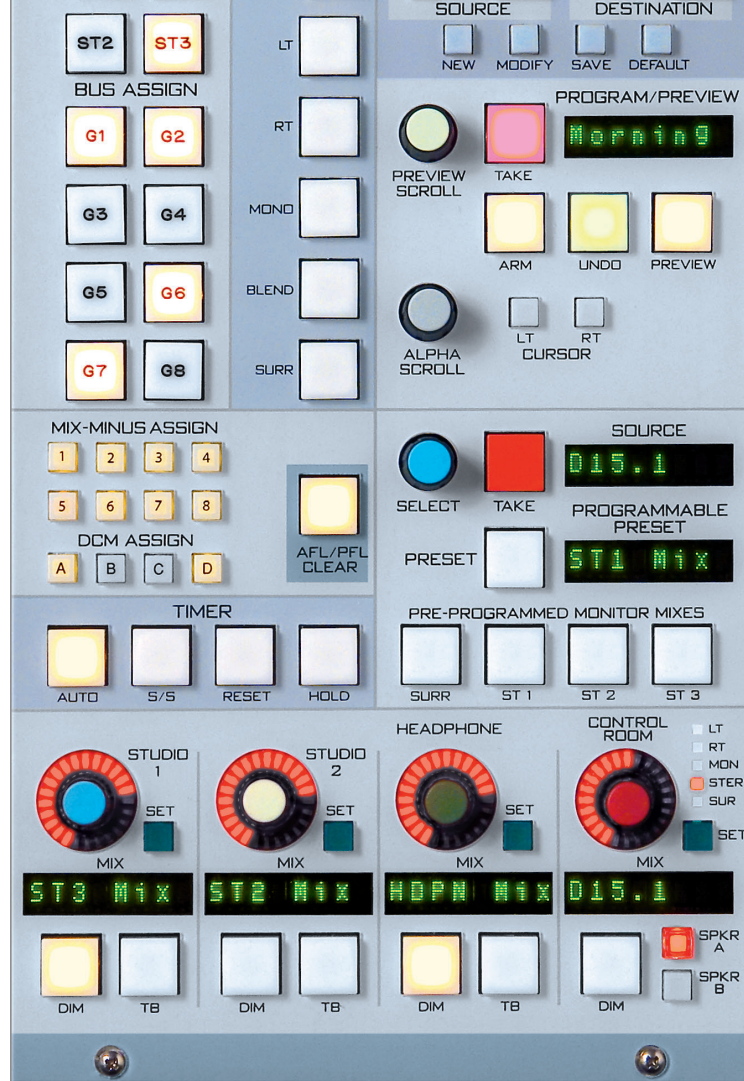 SOURCE
DESTINATION
NEW
MODIFY
SAVE
DEFAULT
ST2
ST3
BUS ASSIGN
G1
G2
G3
G4
G5
G6
G7
G8
LT
RT
MONO
BLEND
SURR
PROGRAM/PREVIEW
Morning
PREVIEW
SCROLL
TAKE
ARM
UNDO
PREVIEW
ALPHA
SCROLL
LT
RT
CURSOR
MIX-MINUS ASSIGN
1
2
3
4
5
6
7
8
DCM ASSIGN
A
B
C
D
AFL/PFL
CLEAR
SOURCE
D15.1
SELECT
TAKE
PROGRAMMABLE
PRESET
PRESET
ST1 Mix
TIMER
AUTO
S/S
RESET
HOLD
PRE-PROGRAMMED MONITOR MIXES
SURR
ST 1
ST 2
ST 3
STUDIO
1
SET
MIX
ST3 Mix
DIM
TB
STUDIO
2
SET
MIX
ST2 Mix
DIM
TB
HEADPHONE
SET
MIX
HDPN Mix
DIM
TB
CONTROL
ROOM
LT
RT
MON
STER
SUR
SET
MIX
D15.1
SPKR
A
SPKR
B
DIM